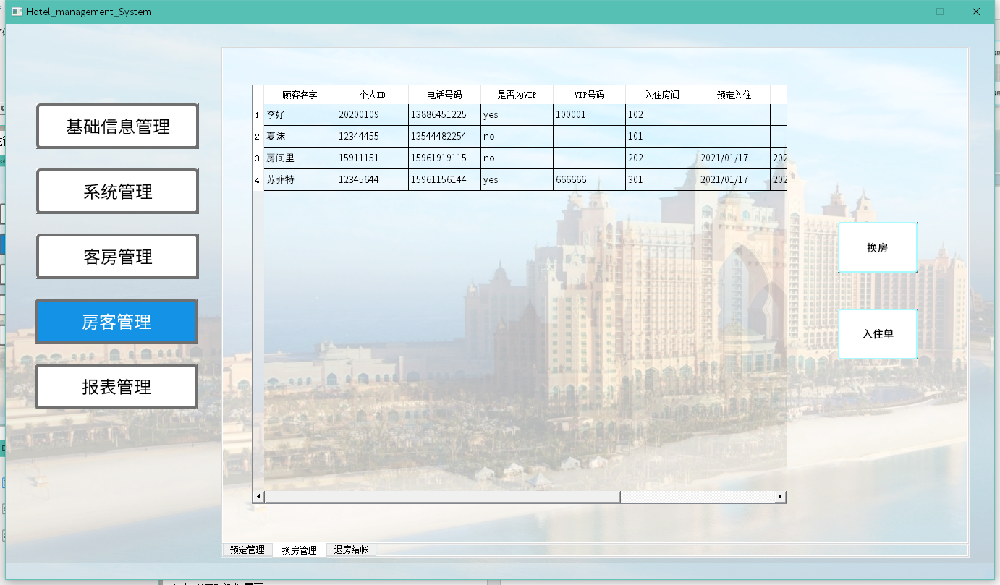 Hotel_management_System
基础信息管理
系统管理
客房管理
房客管理
报表管理
顾客名字 个人ID 电话号码 是否为VIP VIP号码 入住房间 预定入住
1 李好 20200109 13886451225 yes 100001 102
2 夏沫 12344455 13544482254 no 101
3 房间里 15911151 15961919115 no 202 2021/01/17 202
4 苏菲特 12345644 15961156144 yes 666666 301 2021/01/17 202
换房
入住单
预定管理 换房管理 退房结帐